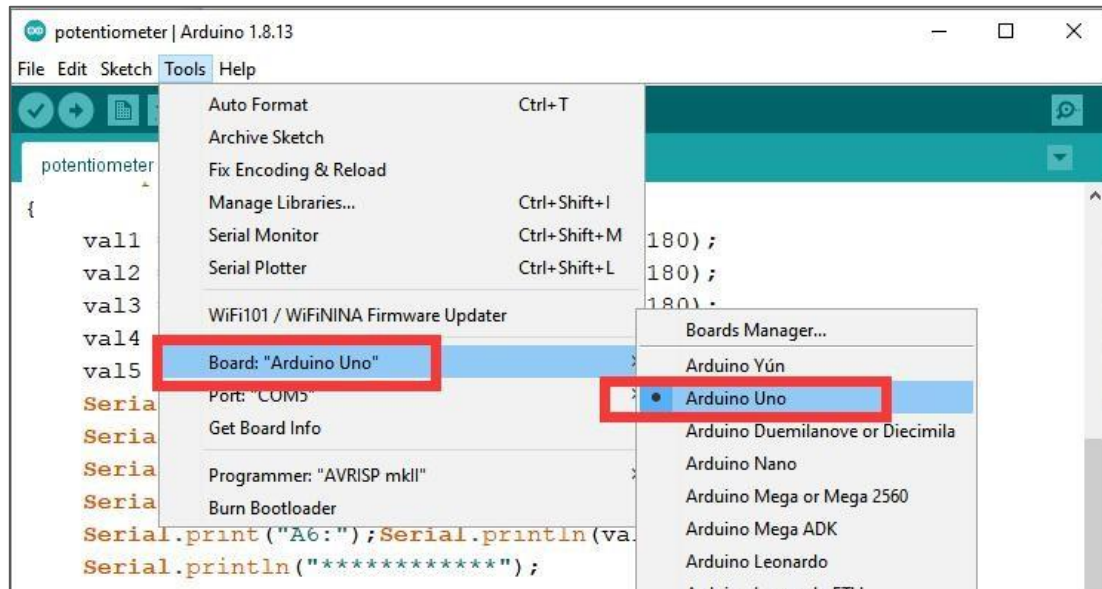 potentiometer | Arduino 1.8.13
File Edit Sketch Tools Help
Auto Format Ctrl+T
Archive Sketch
potentiometer
Fix Encoding & Reload
{
Manage Libraries... Ctrl+Shift+I
Serial Monitor Ctrl+Shift+M
val1 180);
Serial Plotter Ctrl+Shift+L
val2 180);
val3 180);
WiFi101 / WiFiNINA Firmware Updater
Boards Manager...
val4
Board: "Arduino Uno"
Arduino Yún
val5
Port: "COM5"
Arduino Uno
Seria
Get Board Info
Arduino Duemilanove or Diecimila
Seria
Arduino Nano
Seria
Programmer: "AVRISP mkII"
Arduino Mega or Mega 2560
Seria
Burn Bootloader
Serial.print("A6:");Serial.println(va
Arduino Mega ADK
Serial.println("************");
Arduino Leonardo